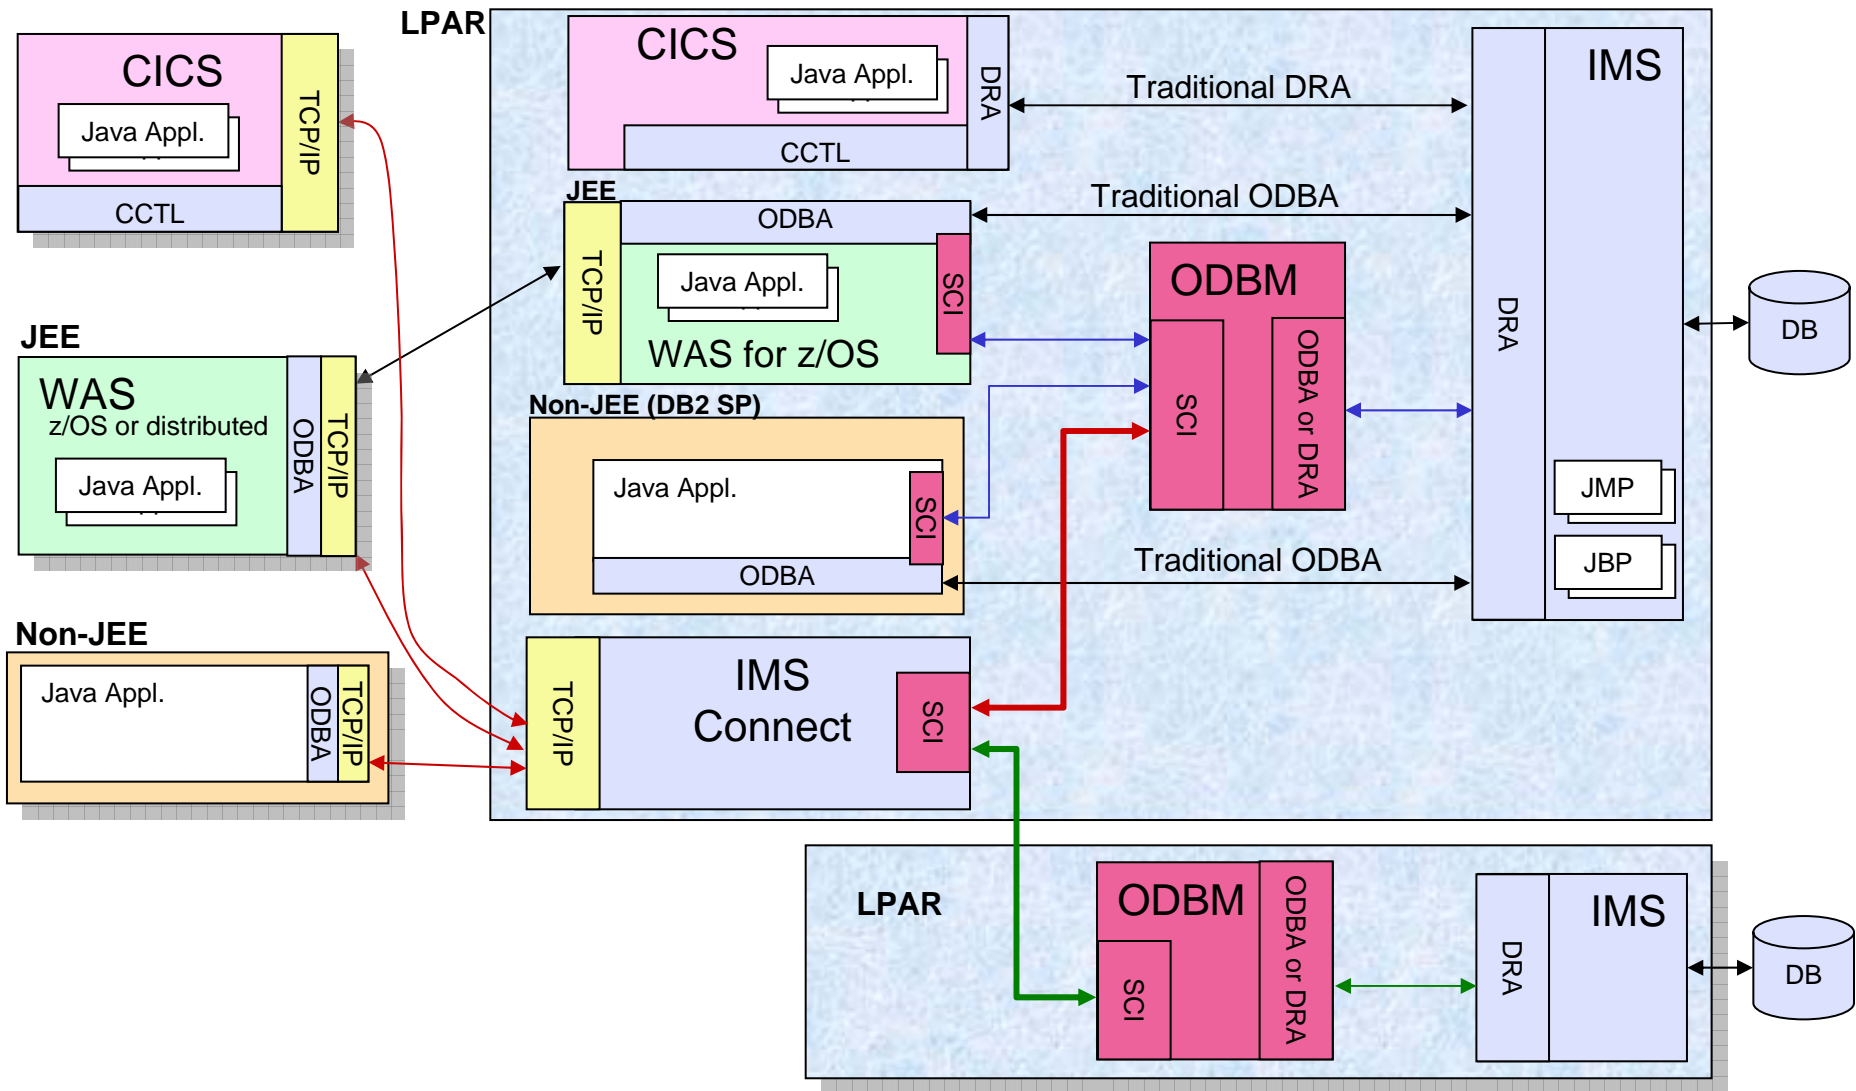 LPAR
CICS
Java Appl.
TCP/IP
CCTL
JEE
WAS
z/OS or distributed
Java Appl.
ODBA
TCP/IP
Non-JEE
Java Appl.
ODBA
TCP/IP
CICS
Java Appl.
DRA
CCTL
Traditional DRA
JEE
ODBA
TCP/IP
Java Appl.
SCI
WAS for z/OS
Traditional ODBA
Non-JEE (DB2 SP)
Java Appl.
SCI
ODBA
Traditional ODBA
ODBM
SCI
ODBA or DRA
DRA
IMS
JMP
JBP
DB
TCP/IP
IMS
Connect
SCI
LPAR
ODBM
SCI
ODBA or DRA
DRA
IMS
DB